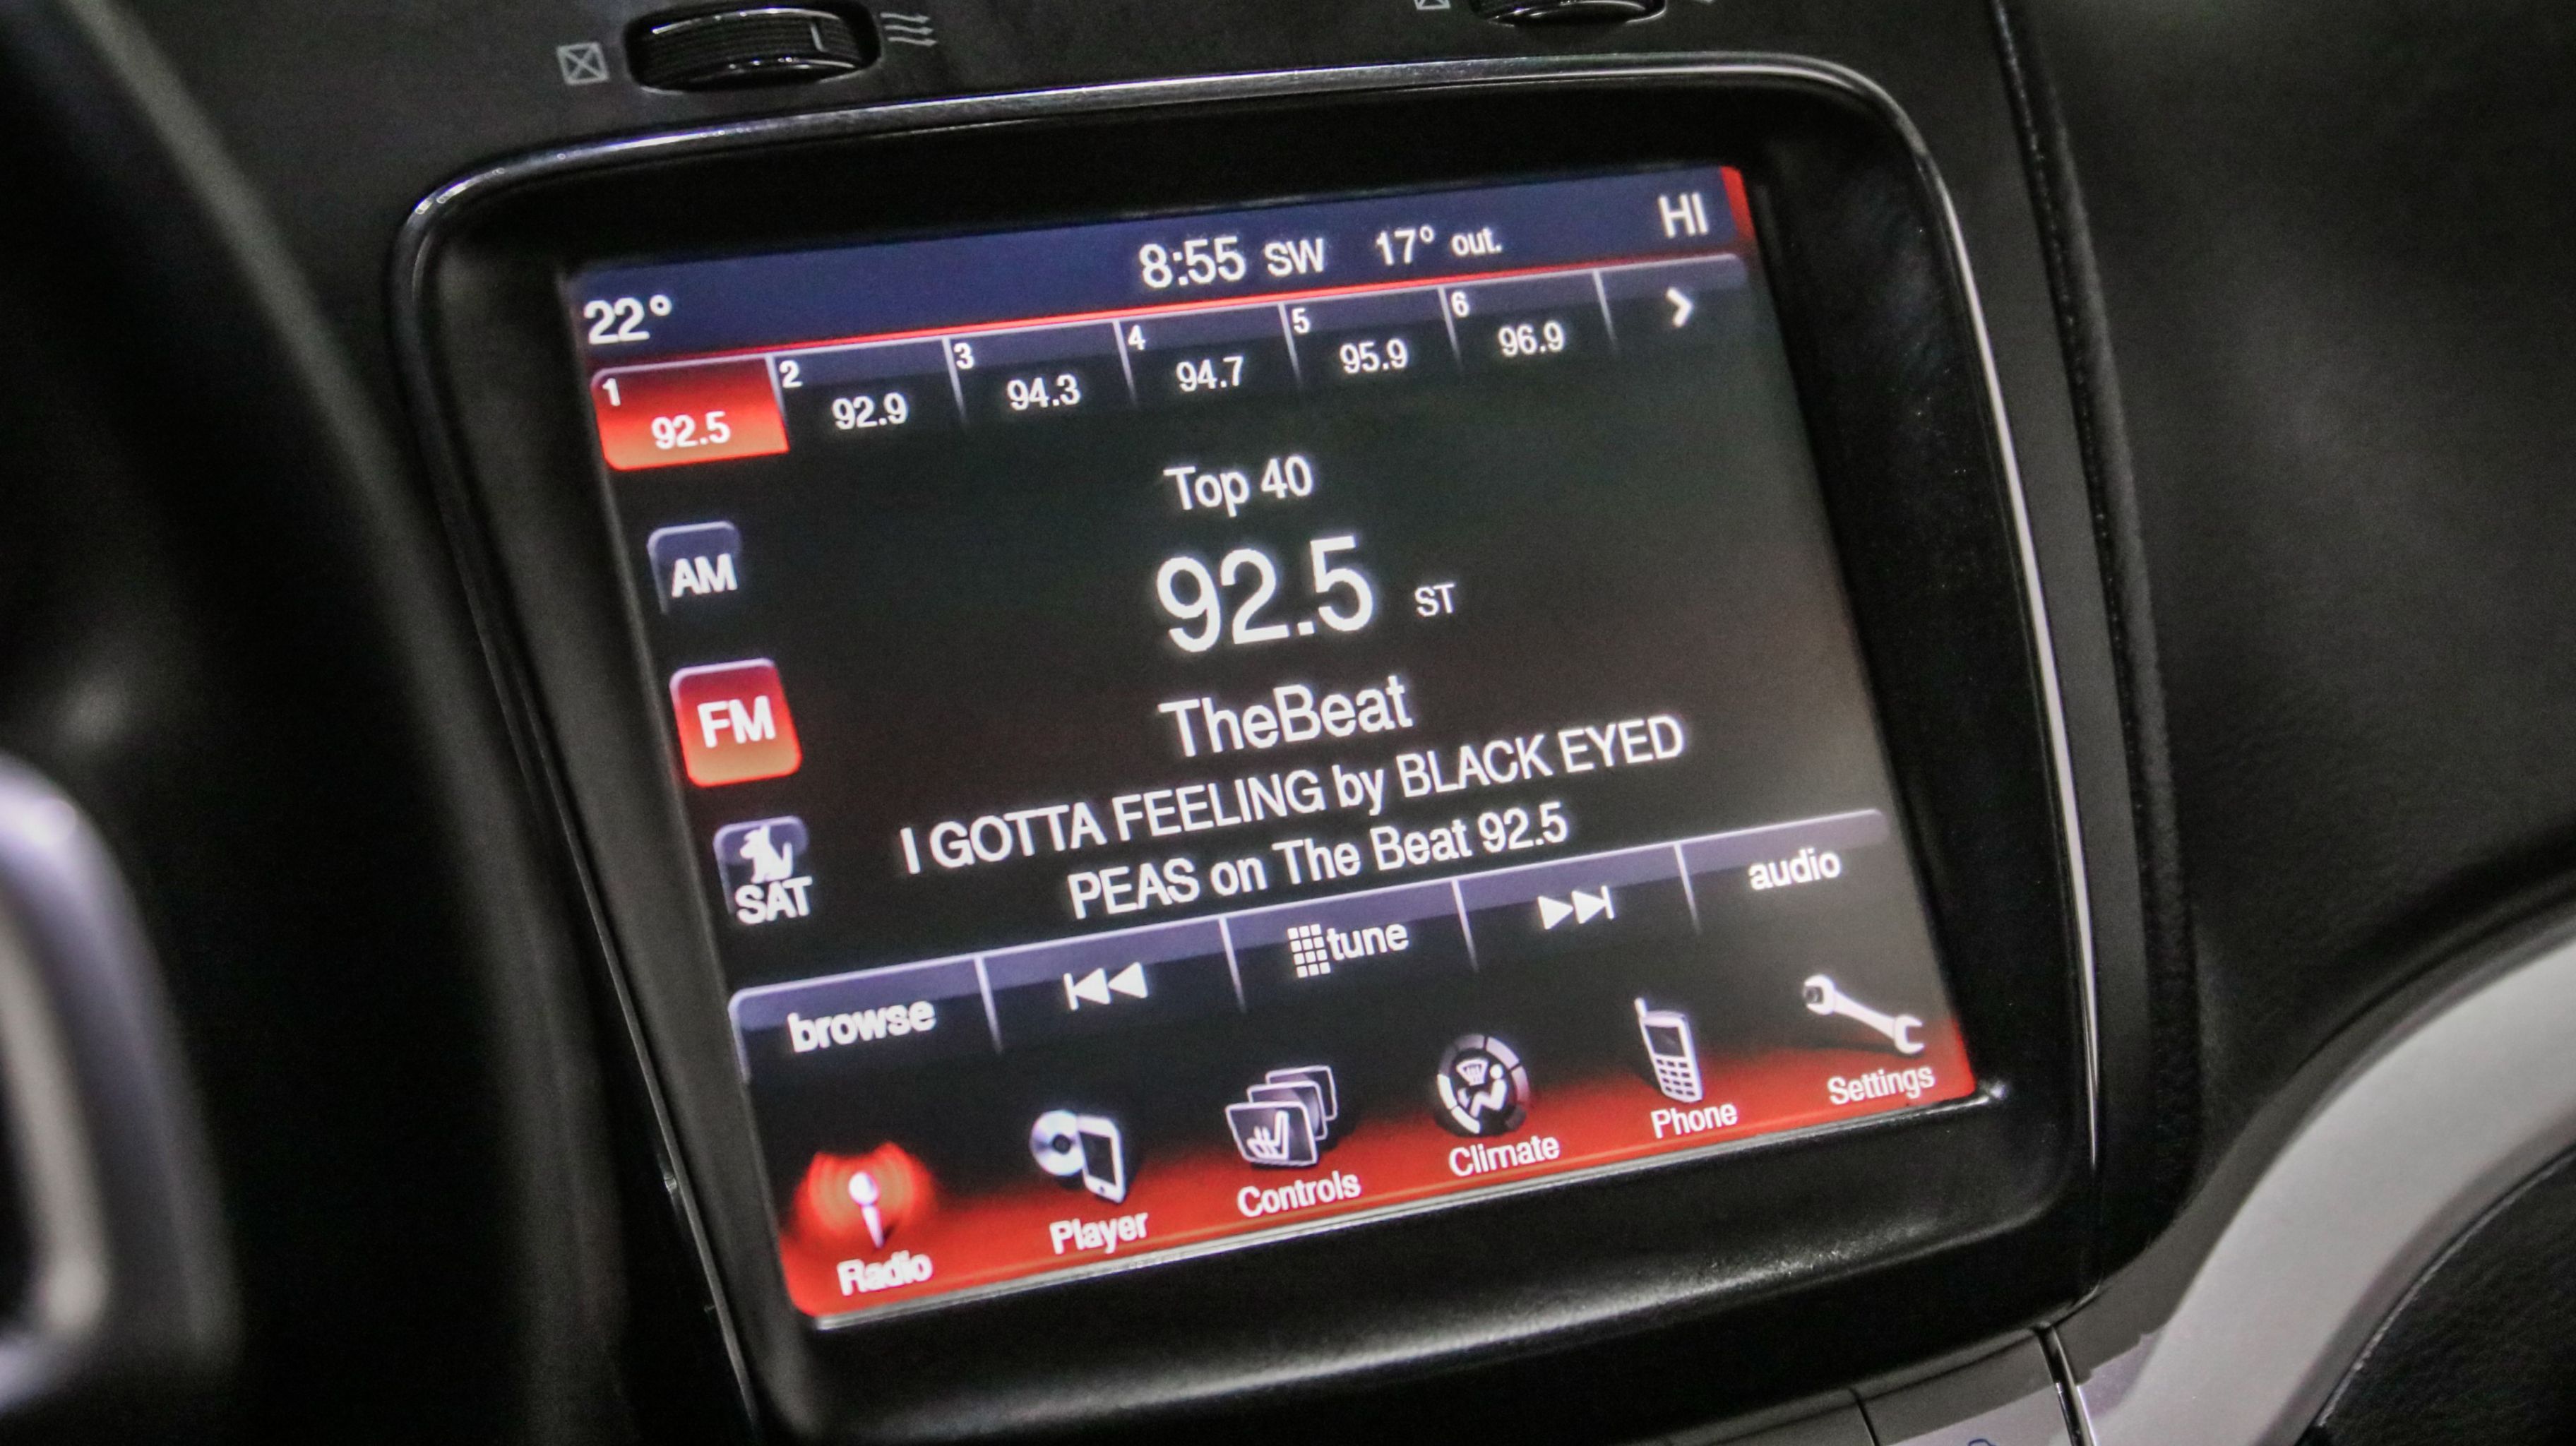 22° 8:55 SW 17° out. HI
1 2 3 4 5 6
92.5 92.9 94.3 94.7 95.9 96.9
Top 40
AM
92.5 ST
FM
TheBeat
I GOTTA FEELING by BLACK EYED
PEAS on The Beat 92.5
SAT
browse tune audio
Radio Player Controls Climate Phone Settings